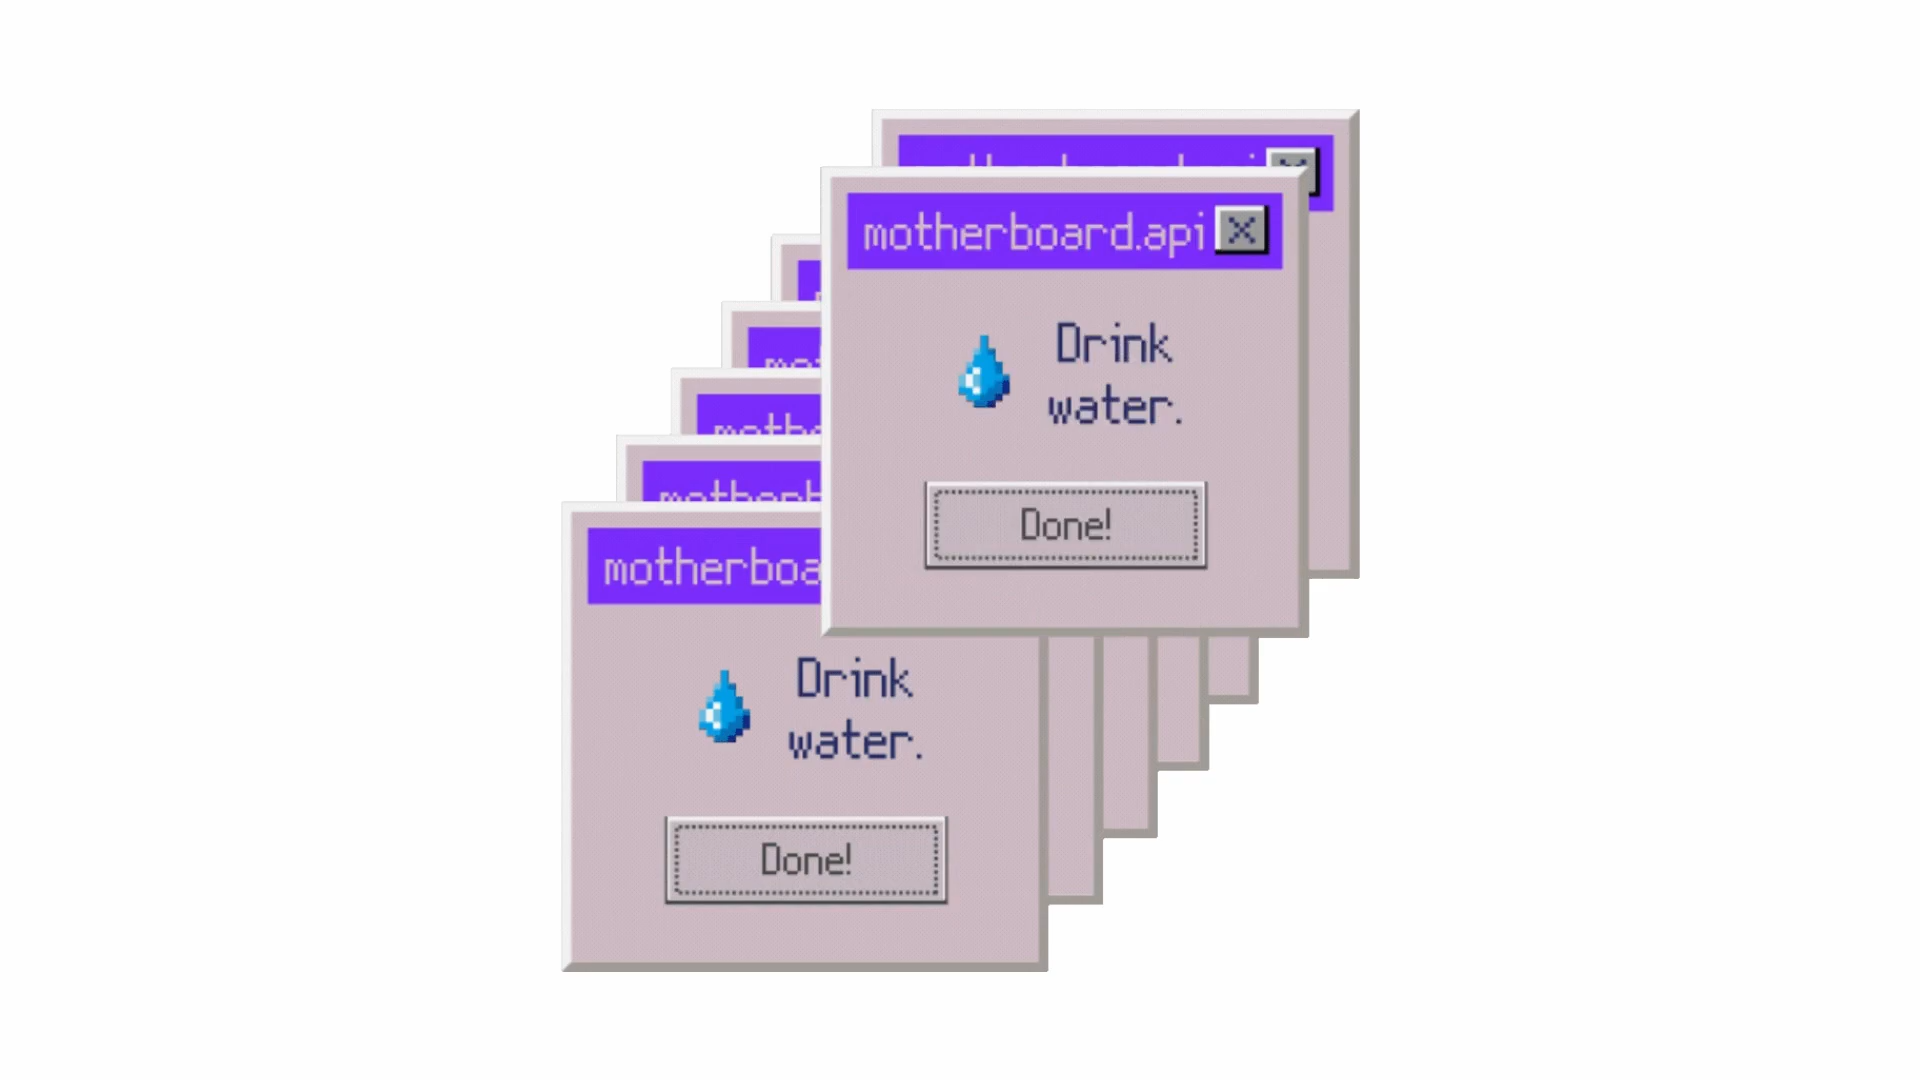 motherboard.api
Drink
water.
Done!
motherboa
Drink
water.
Done!